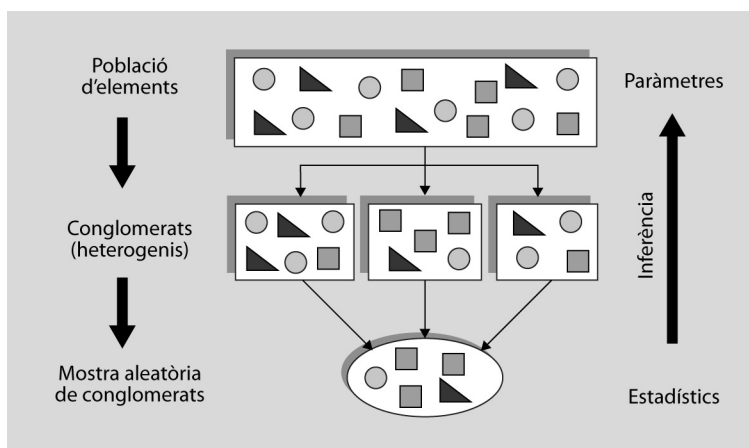 Població
d’elements
Paràmetres
Conglomerats
(heterogenis)
Inferència
Mostra aleatòria
de conglomerats
Estadístics